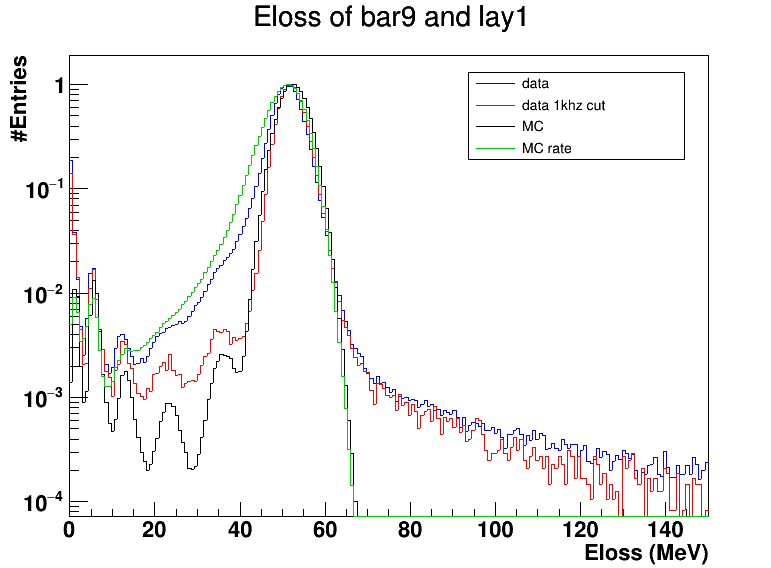 Eloss of bar9 and lay1
#Entries
data
data 1khz cut
MC
MC rate
1
10⁻¹
10⁻²
10⁻³
10⁻⁴
0 20 40 60 80 100 120 140
Eloss (MeV)